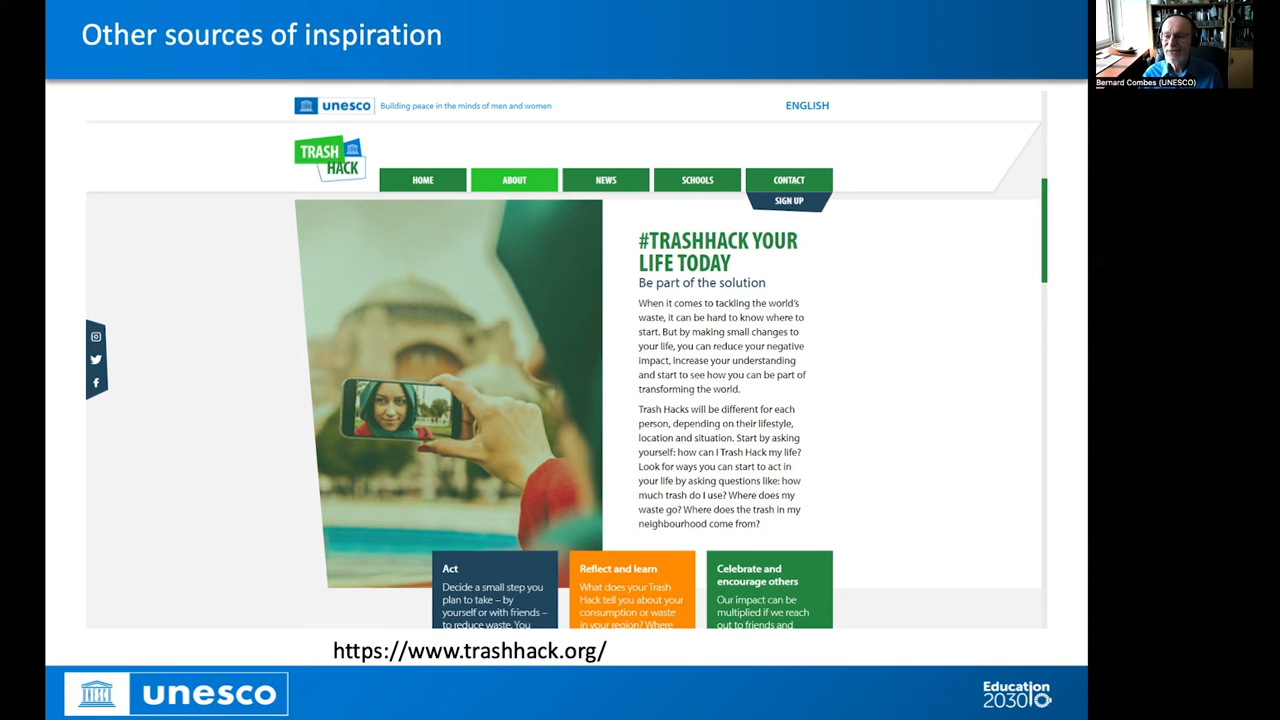 Other sources of inspiration
Bernard Combes (UNESCO)
unesco
Building peace in the minds of men and women
ENGLISH
TRASH
HACK
HOME
ABOUT
NEWS
SCHOOLS
CONTACT
SIGN UP
#TRASHHACK YOUR
LIFE TODAY
Be part of the solution
When it comes to tackling the world's
waste, it can be hard to know where to
start. But by making small changes to
your life, you can reduce your negative
impact, increase your understanding
and start to see how you can be part of
transforming the world.
Trash Hacks will be different for each
person, depending on their lifestyle,
location and situation. Start by asking
yourself: how can I Trash Hack my life?
Look for ways you can start to act in
your life by asking questions like: how
much trash do I use? Where does my
waste go? Where does the trash in my
neighbourhood come from?
Act
Decide a small step you
plan to take – by
yourself or with friends –
to reduce waste. You
Reflect and learn
What does your Trash
Hack tell you about your
consumption or waste
in your region? Where
Celebrate and
encourage others
Our impact can be
multiplied if we reach
out to friends and
https://www.trashhack.org/
unesco
Education
2030